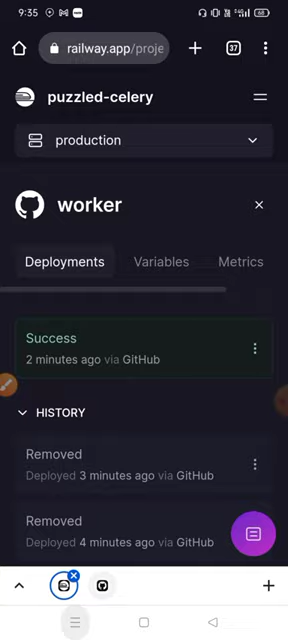 9:35
68
railway.app/proje
37
puzzled-celery
production
worker
Deployments Variables Metrics
Success
2 minutes ago via GitHub
HISTORY
Removed
Deployed 3 minutes ago via GitHub
Removed
Deployed 4 minutes ago via GitHub